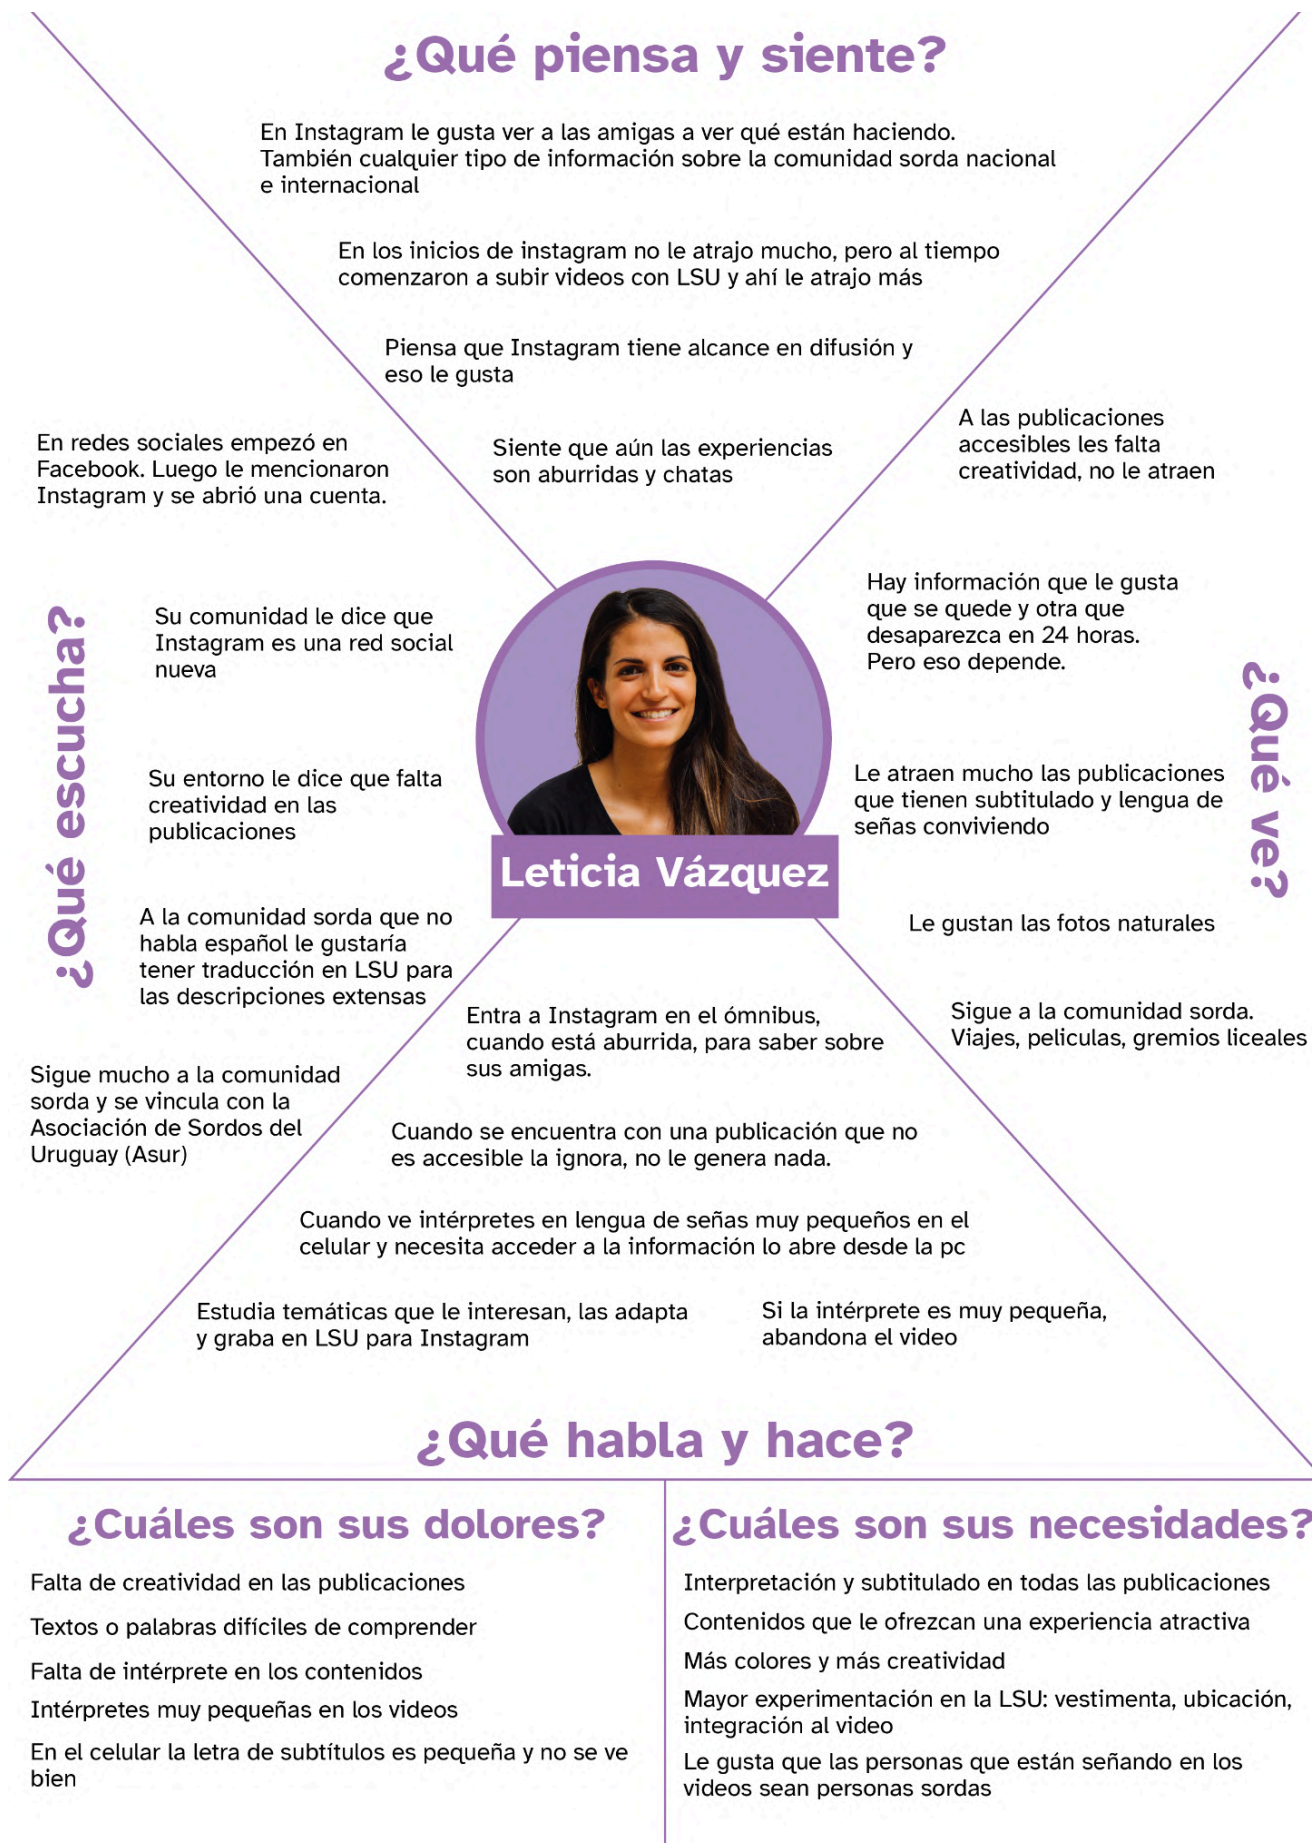 ¿Qué piensa y siente?
En Instagram le gusta ver a las amigas a ver qué están haciendo.
También cualquier tipo de información sobre la comunidad sorda nacional
e internacional
En los inicios de instagram no le atrajo mucho, pero al tiempo
comenzaron a subir videos con LSU y ahí le atrajo más
Piensa que Instagram tiene alcance en difusión y
eso le gusta
Siente que aún las experiencias
son aburridas y chatas
¿Qué escucha?
En redes sociales empezó en
Facebook. Luego le mencionaron
Instagram y se abrió una cuenta.
Su comunidad le dice que
Instagram es una red social
nueva
Su entorno le dice que falta
creatividad en las
publicaciones
A la comunidad sorda que no
habla español le gustaría
tener traducción en LSU para
las descripciones extensas
Sigue mucho a la comunidad
sorda y se vincula con la
Asociación de Sordos del
Uruguay (Asur)
Leticia Vázquez
¿Qué ve?
A las publicaciones
accesibles les falta
creatividad, no le atraen
Hay información que le gusta
que se quede y otra que
desaparezca en 24 horas.
Pero eso depende.
Le atraen mucho las publicaciones
que tienen subtitulado y lengua de
señas conviviendo
Le gustan las fotos naturales
Sigue a la comunidad sorda.
Viajes, peliculas, gremios liceales
Entra a Instagram en el ómnibus,
cuando está aburrida, para saber sobre
sus amigas.
Cuando se encuentra con una publicación que no
es accesible la ignora, no le genera nada.
Cuando ve intérpretes en lengua de señas muy pequeños en el
celular y necesita acceder a la información lo abre desde la pc
Estudia temáticas que le interesan, las adapta
y graba en LSU para Instagram
Si la intérprete es muy pequeña,
abandona el video
¿Qué habla y hace?
¿Cuáles son sus dolores?
Falta de creatividad en las publicaciones
Textos o palabras difíciles de comprender
Falta de intérprete en los contenidos
Intérpretes muy pequeñas en los videos
En el celular la letra de subtítulos es pequeña y no se ve
bien
¿Cuáles son sus necesidades?
Interpretación y subtitulado en todas las publicaciones
Contenidos que le ofrezcan una experiencia atractiva
Más colores y más creatividad
Mayor experimentación en la LSU: vestimenta, ubicación,
integración al video
Le gusta que las personas que están señando en los
videos sean personas sordas